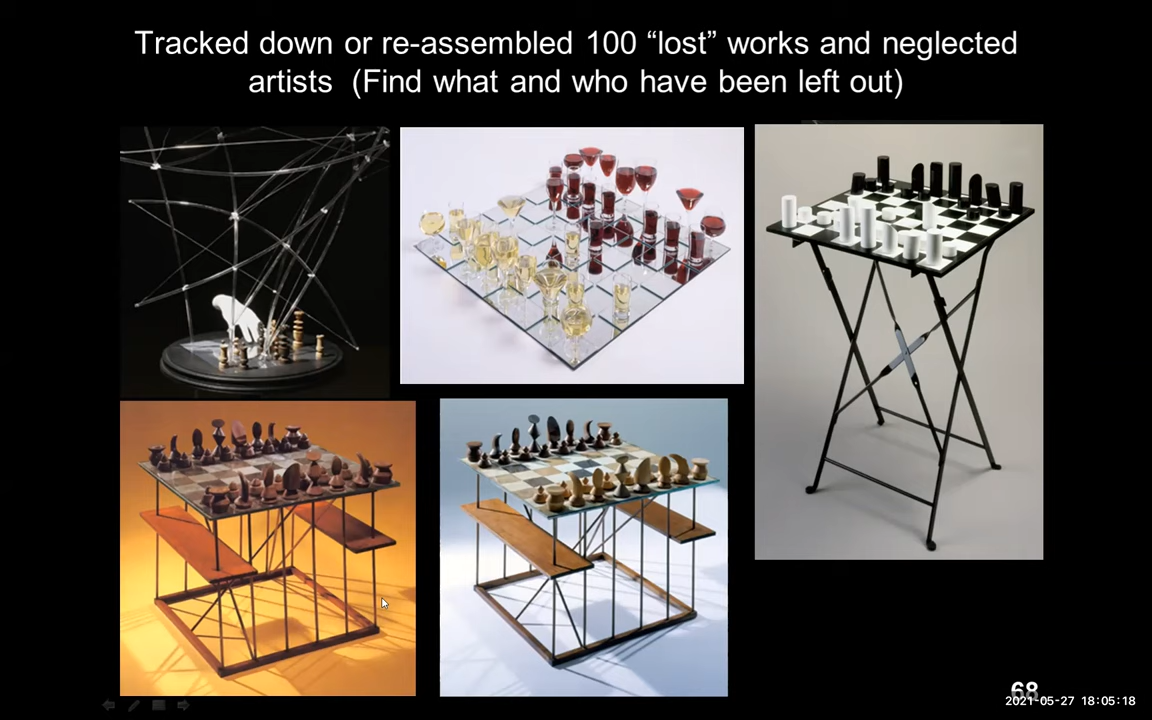 Tracked down or re-assembled 100 “lost” works and neglected
artists (Find what and who have been left out)
68
2021-05-27 18:05:18